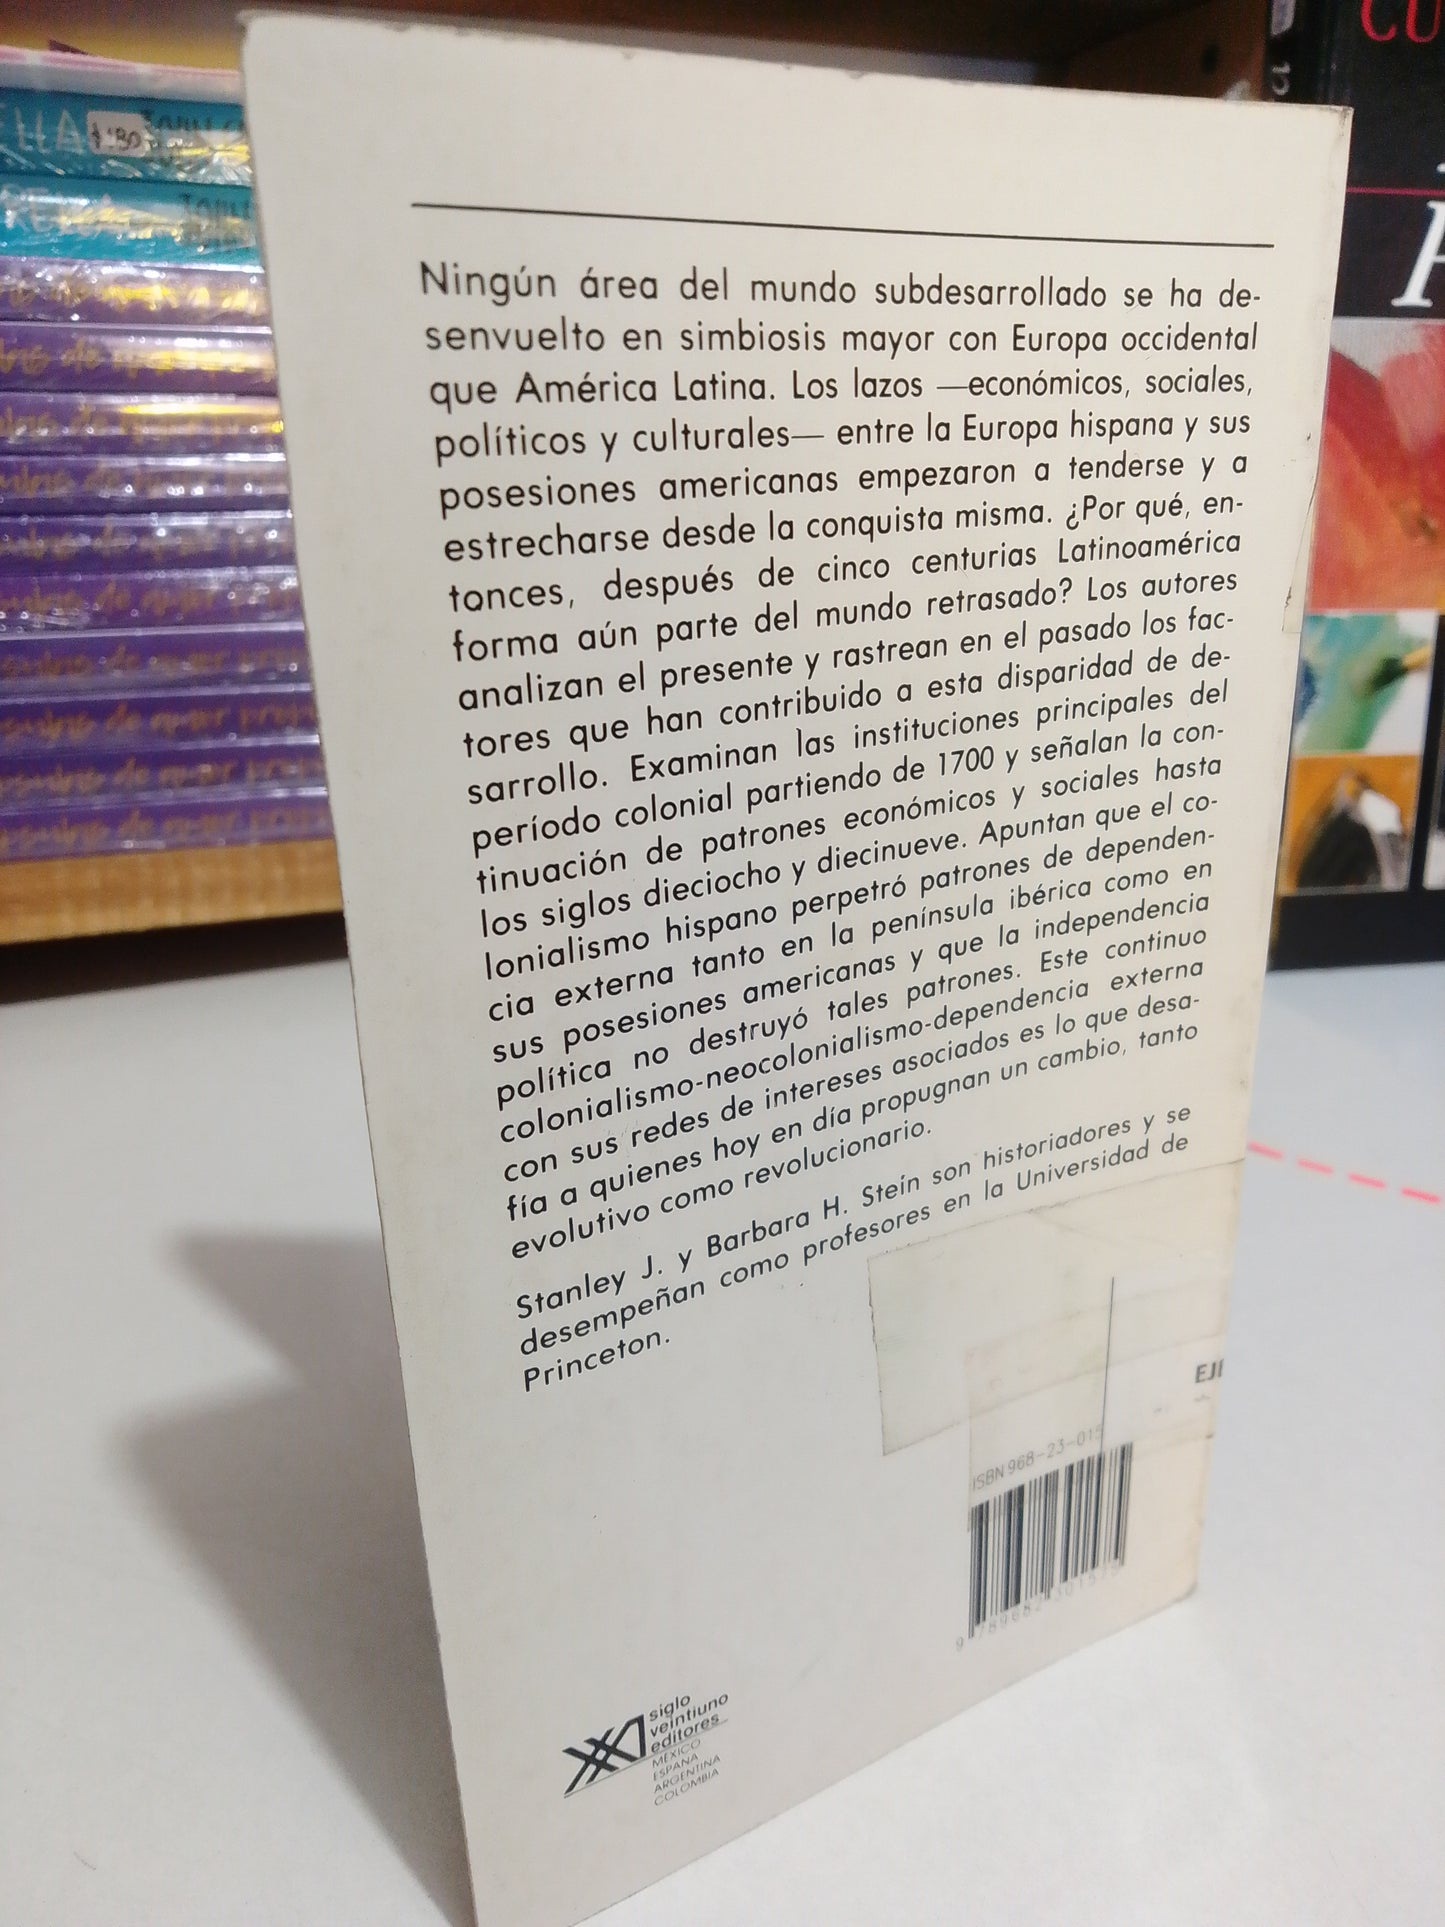 Ningún área del mundo subdesarrollado se ha de-
senvuelto en simbiosis mayor con Europa occidental
que América Latina. Los lazos —económicos, sociales,
políticos y culturales— entre la Europa hispana y sus
posesiones americanas empezaron a tenderse y a
estrecharse desde la conquista misma. ¿Por qué, en-
tonces, después de cinco centurias Latinoamérica
forma aún parte del mundo retrasado? Los autores
analizan el presente y rastrean en el pasado los fac-
tores que han contribuido a esta disparidad de de-
sarrollo. Examinan las instituciones principales del
período colonial partiendo de 1700 y señalan la con-
tinuación de patrones económicos y sociales hasta
los siglos dieciocho y diecinueve. Apuntan que el co-
lonialismo hispano perpetró patrones de dependen-
cia externa tanto en la península ibérica como en
sus posesiones americanas y que la independencia
política no destruyó tales patrones. Este continuo
colonialismo-neocolonialismo-dependencia externa
con sus redes de intereses asociados es lo que desa-
fía a quienes hoy en día propugnan un cambio, tanto
evolutivo como revolucionario.
Stanley J. y Barbara H. Stein son historiadores y se
desempeñan como profesores en la Universidad de
Princeton.
EJE
ISBN 968-23-015
9 789682 301575
siglo
veintiuno
editores
MÉXICO
ESPAÑA
ARGENTINA
COLOMBIA
CU